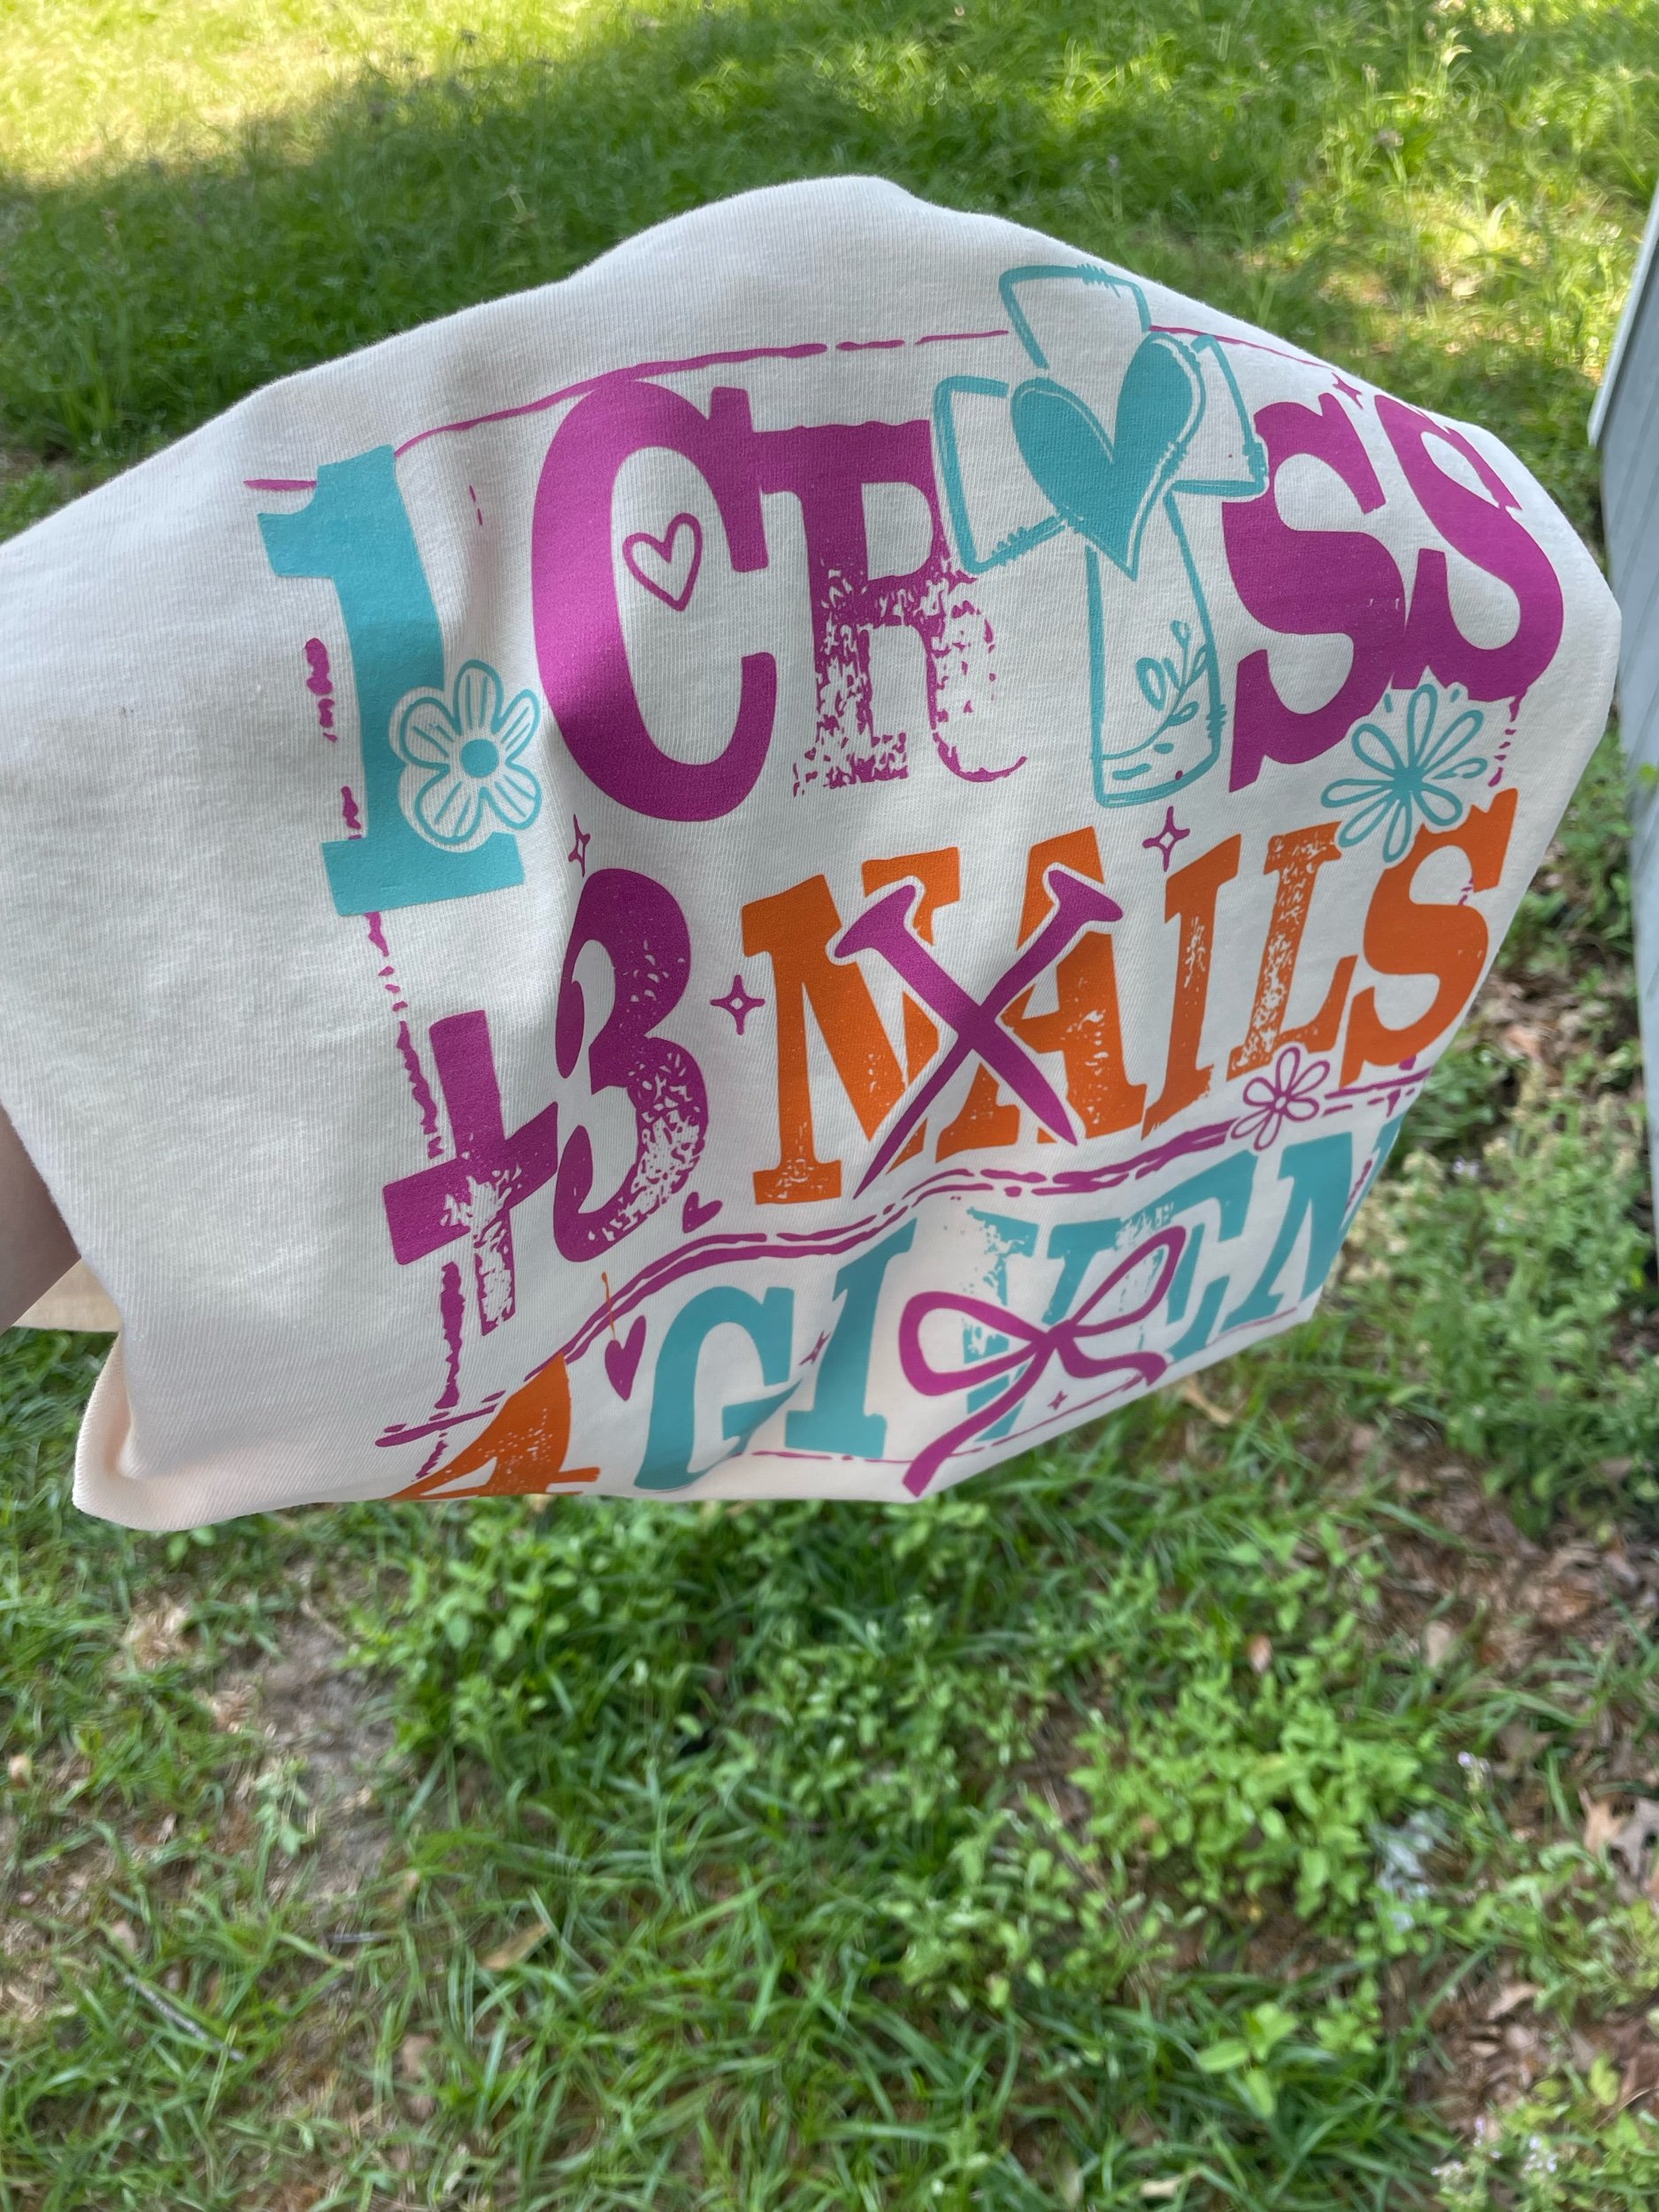 1 CROSS
+3 NAILS
4 GIVEN